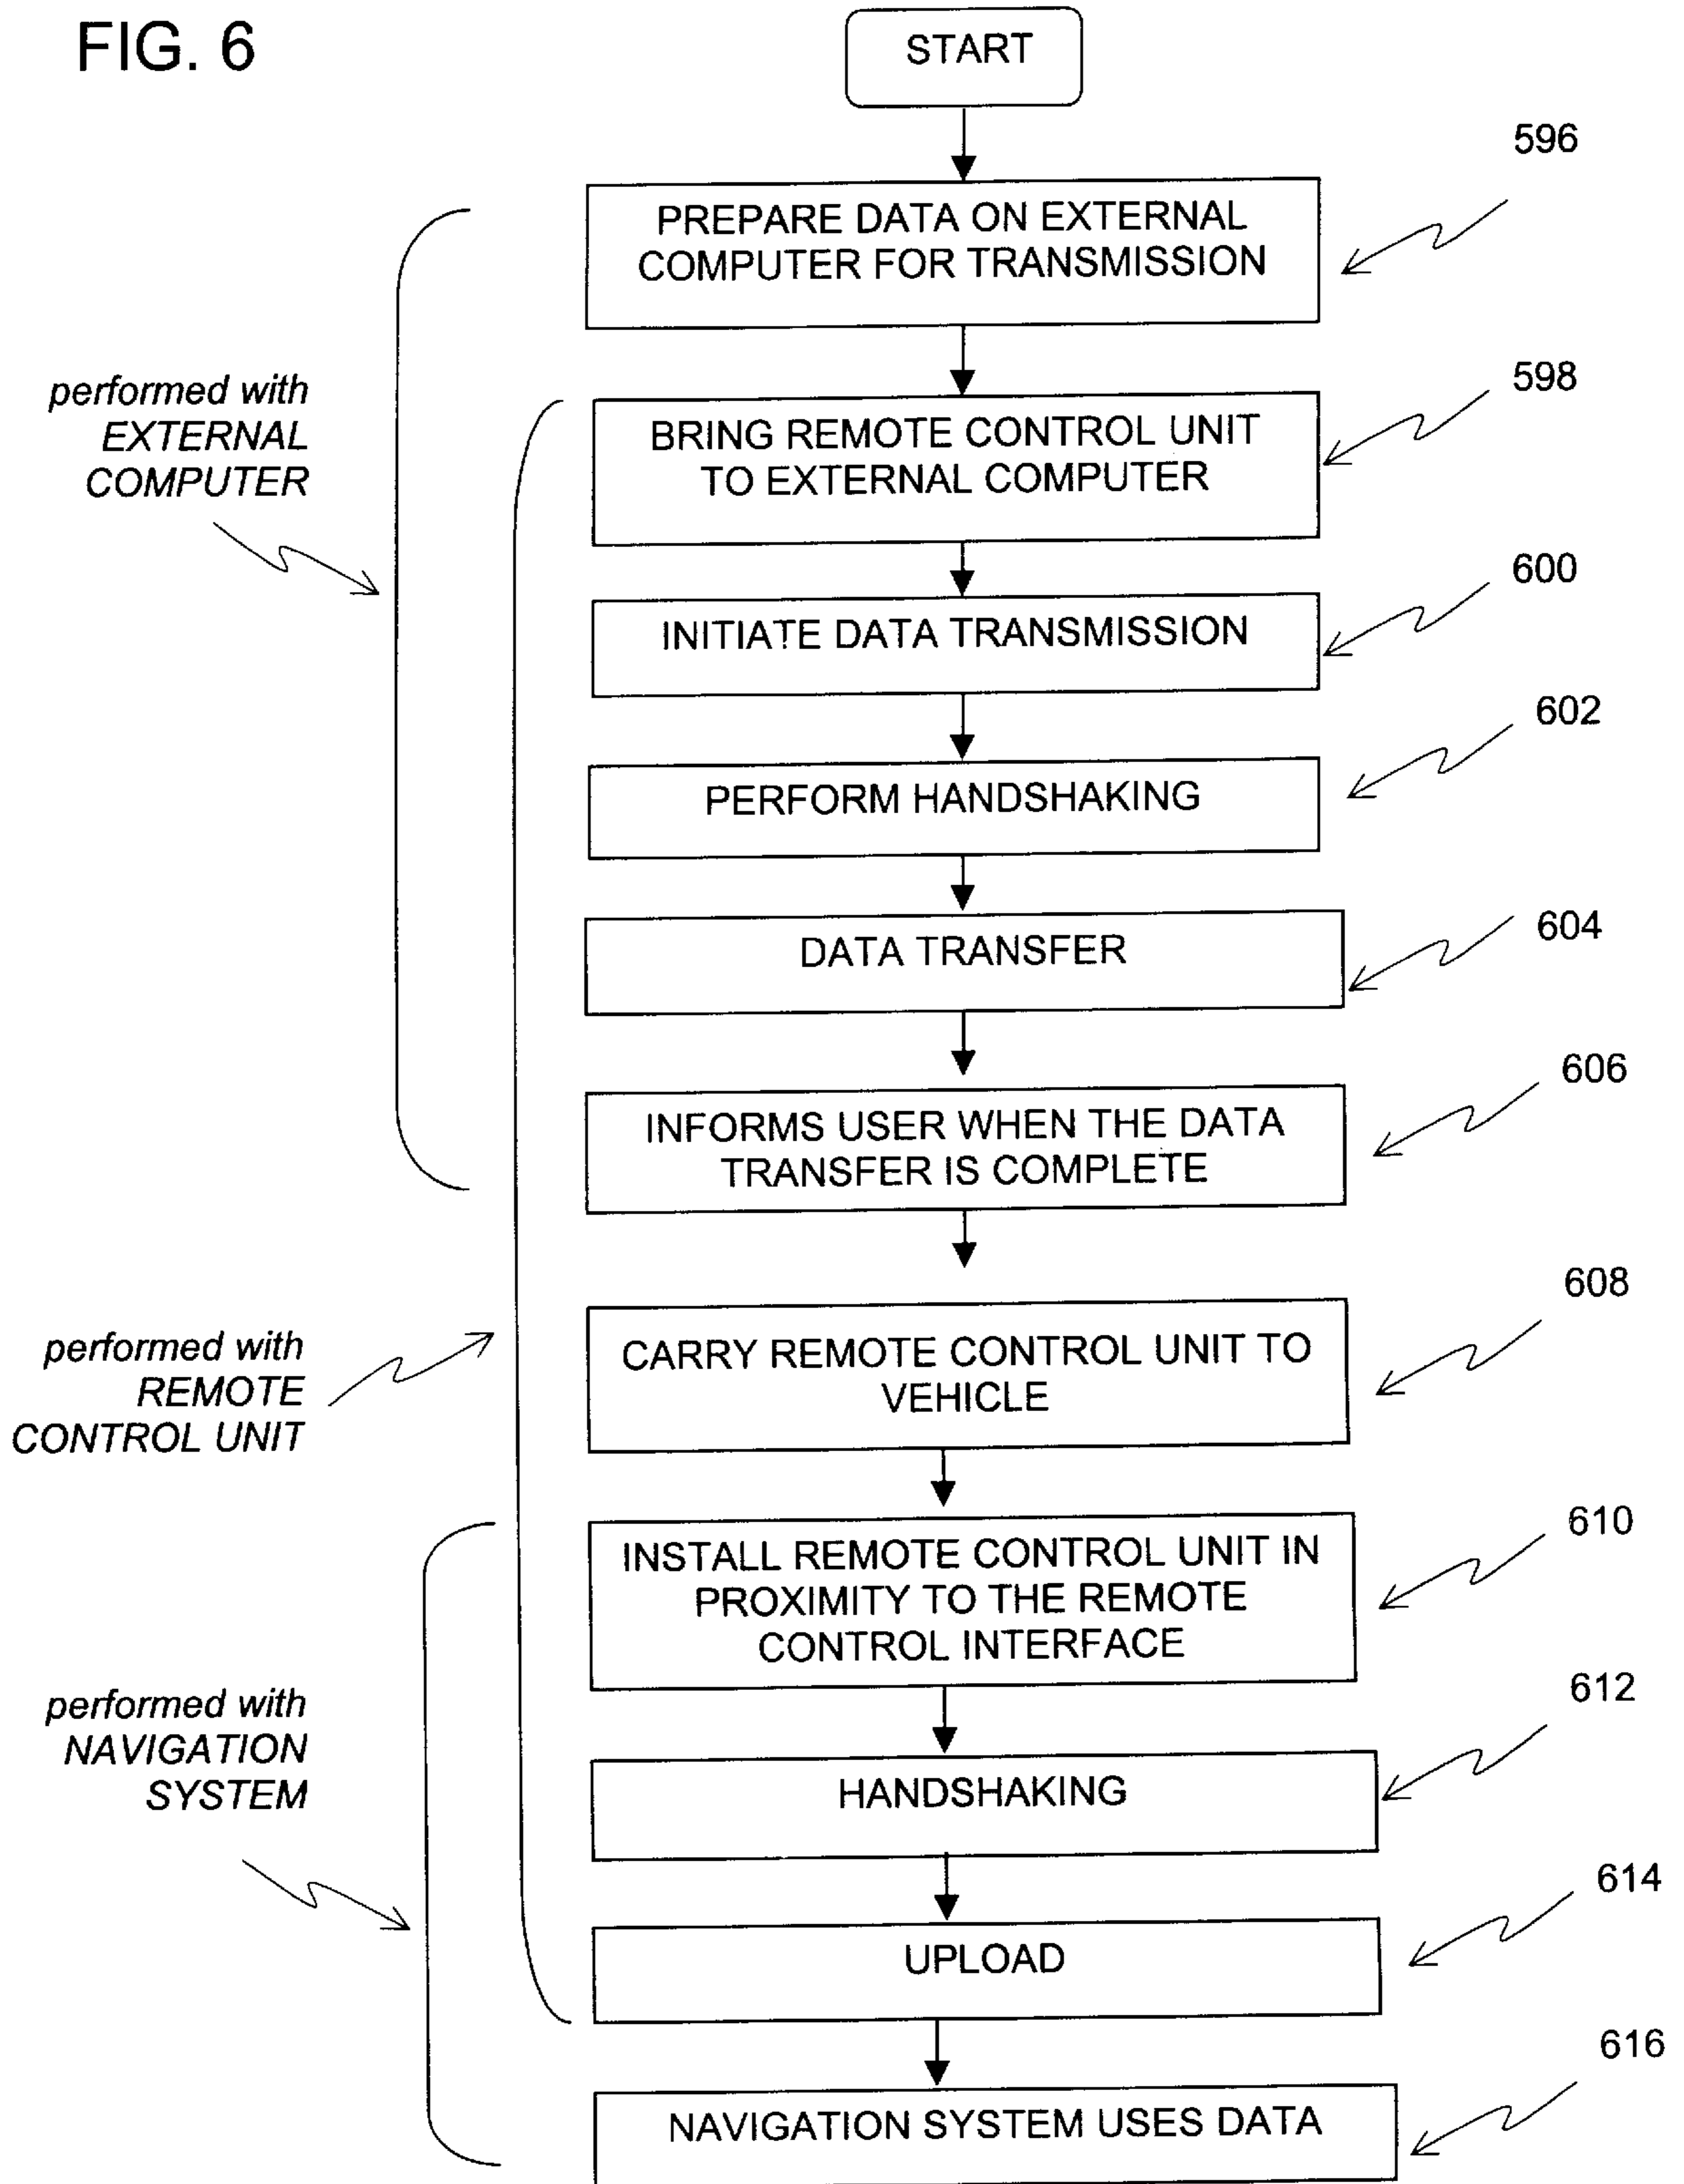 FIG. 6
START
596
PREPARE DATA ON EXTERNAL
COMPUTER FOR TRANSMISSION
performed with
EXTERNAL
COMPUTER
598
BRING REMOTE CONTROL UNIT
TO EXTERNAL COMPUTER
600
INITIATE DATA TRANSMISSION
602
PERFORM HANDSHAKING
604
DATA TRANSFER
606
INFORMS USER WHEN THE DATA
TRANSFER IS COMPLETE
608
performed with
REMOTE
CONTROL UNIT
CARRY REMOTE CONTROL UNIT TO
VEHICLE
610
INSTALL REMOTE CONTROL UNIT IN
PROXIMITY TO THE REMOTE
CONTROL INTERFACE
performed with
NAVIGATION
SYSTEM
612
HANDSHAKING
614
UPLOAD
616
NAVIGATION SYSTEM USES DATA